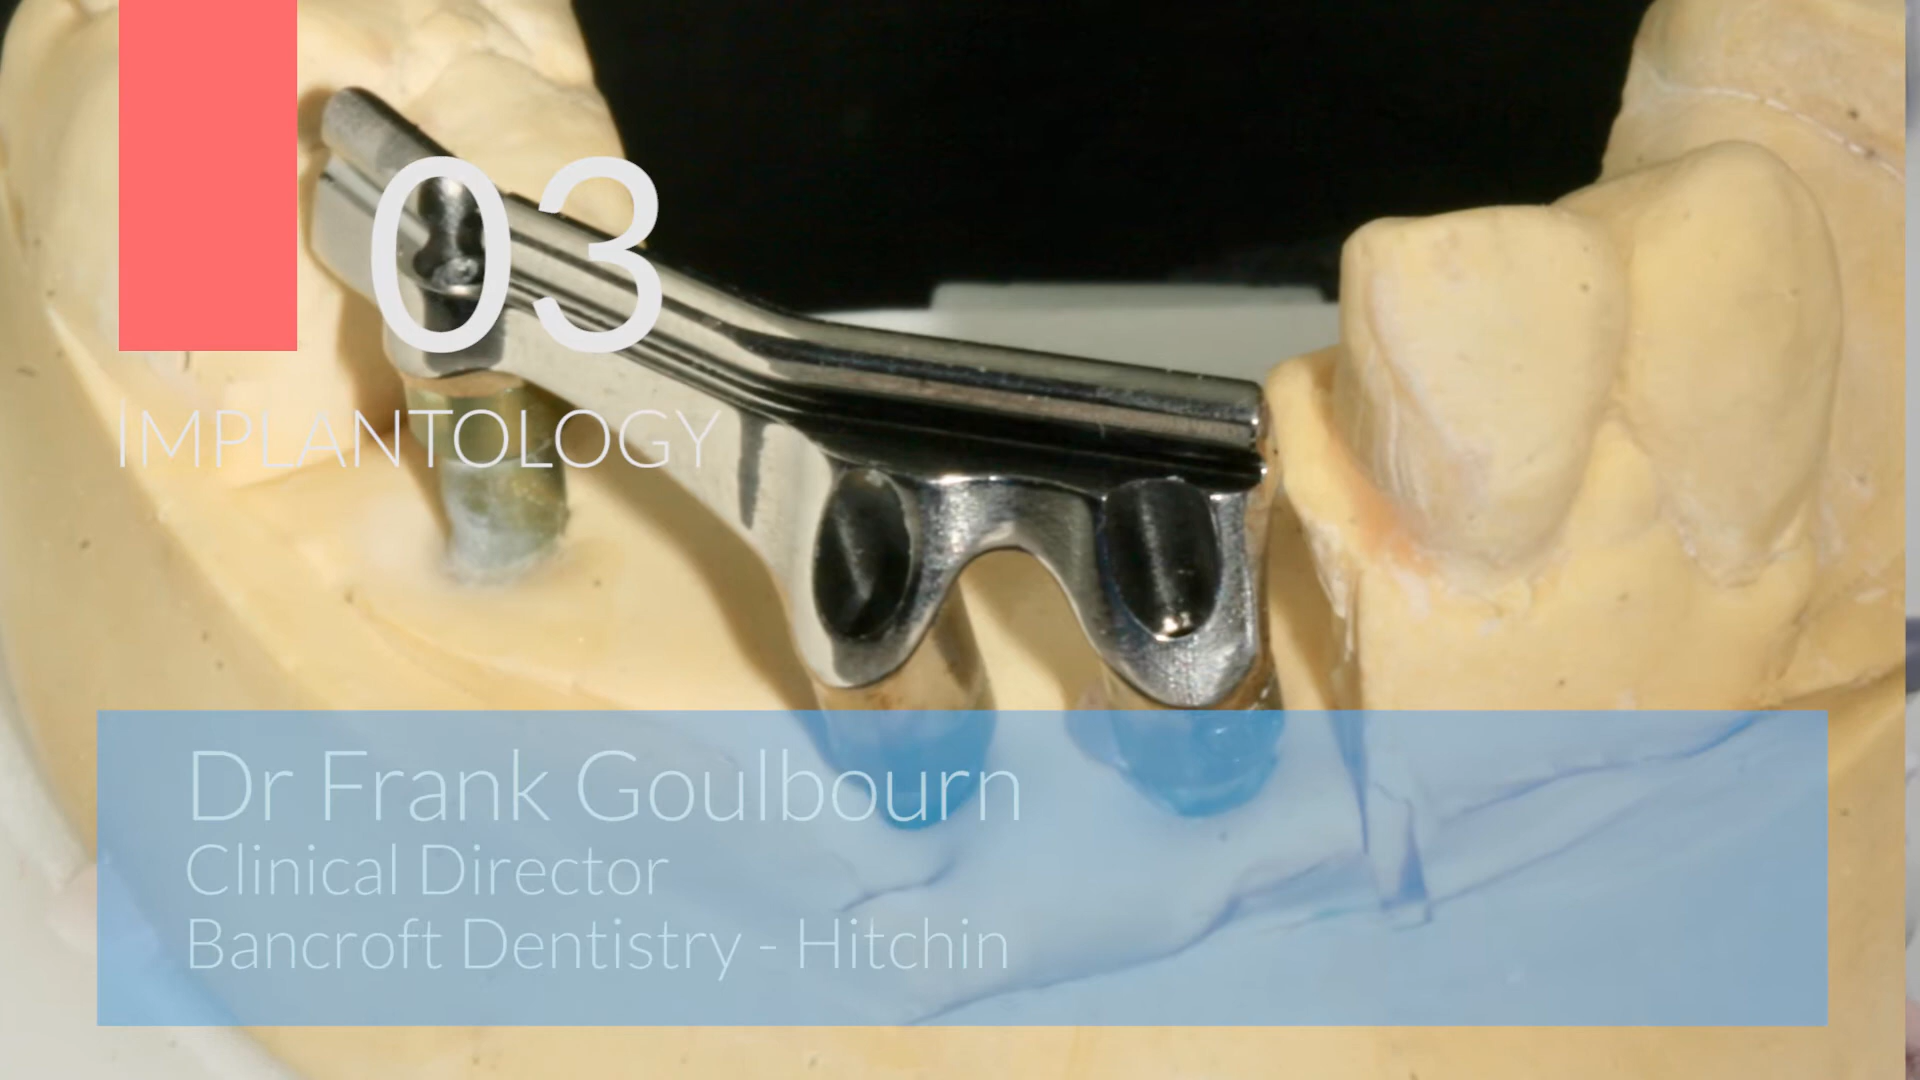 03
IMPLANTOLOGY
Dr Frank Goulbourn
Clinical Director
Bancroft Dentistry - Hitchin